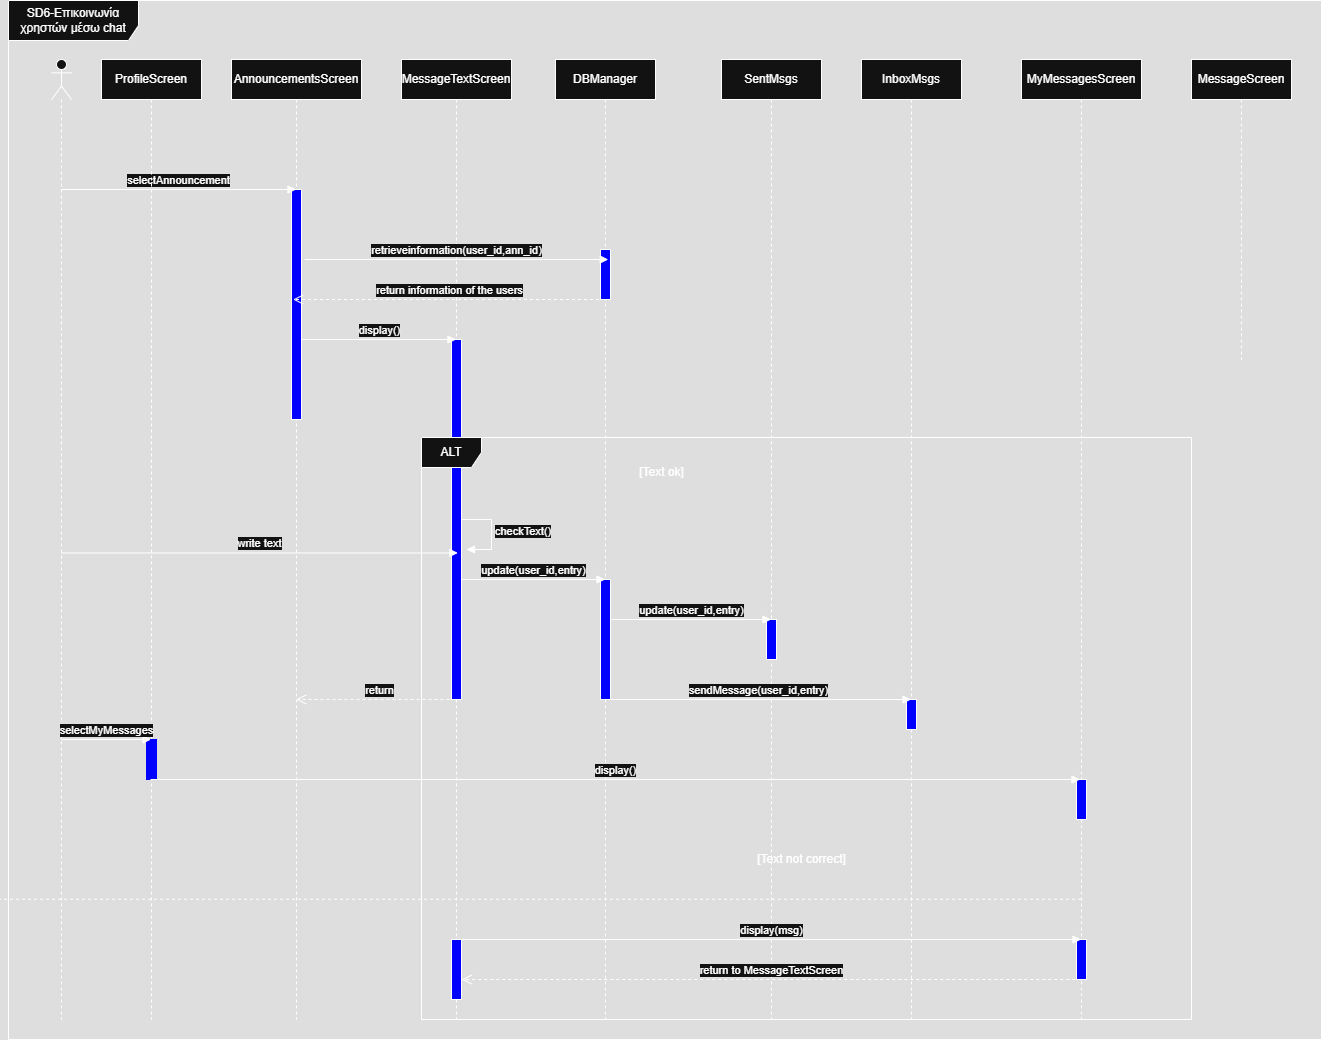 SD6-Επικοινωνία
χρηστών μέσω chat
ProfileScreen
AnnouncementsScreen
MessageTextScreen
DBManager
SentMsgs
InboxMsgs
MyMessagesScreen
MessageScreen
selectAnnouncement
retrieveinformation(user_id,ann_id)
return information of the users
display()
ALT
[Text ok]
checkText()
write text
update(user_id,entry)
update(user_id,entry)
return
sendMessage(user_id,entry)
selectMyMessages
display()
[Text not correct]
display(msg)
return to MessageTextScreen